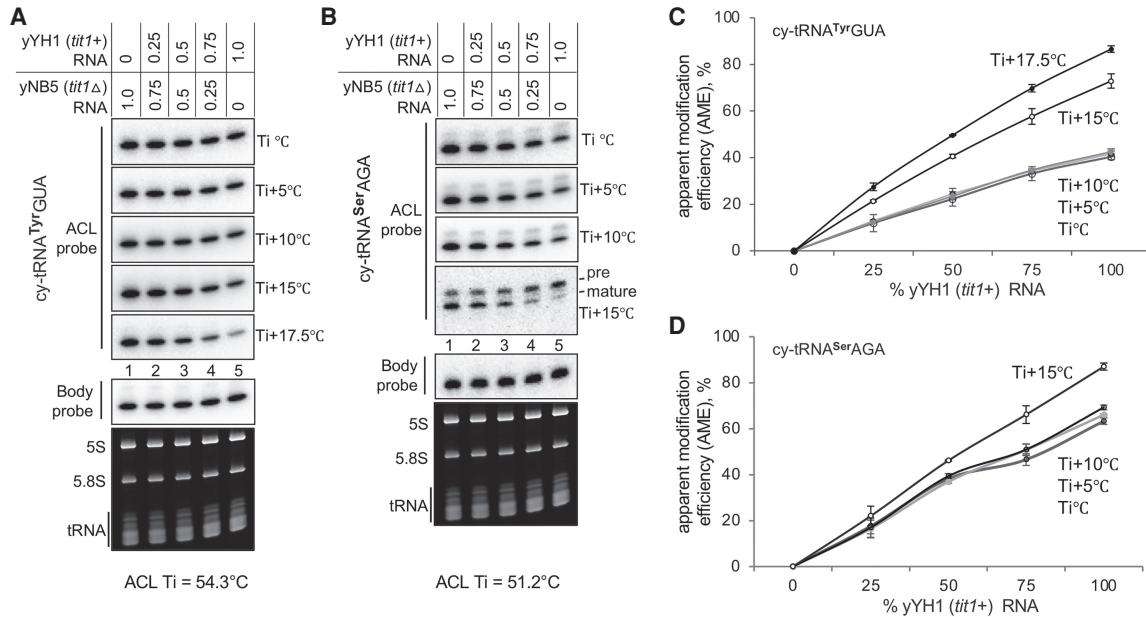 A
yYH1 (tit1+) RNA
0 0.25 0.5 0.75 1.0
yNB5 (tit1△) RNA
1.0 0.75 0.5 0.25 0
cy-tRNATyrGUA
ACL probe
Ti °C
Ti+5°C
Ti+10°C
Ti+15°C
Ti+17.5°C
1 2 3 4 5
Body probe
5S
5.8S
tRNA
ACL Ti = 54.3°C
B
yYH1 (tit1+) RNA
0 0.25 0.5 0.75 1.0
yNB5 (tit1△) RNA
1.0 0.75 0.5 0.25 0
cy-tRNASerAGA
ACL probe
Ti °C
Ti+5°C
Ti+10°C
pre
mature
Ti+15°C
1 2 3 4 5
Body probe
5S
5.8S
tRNA
ACL Ti = 51.2°C
C
cy-tRNATyrGUA
apparent modification
efficiency (AME), %
100
80
60
40
20
0
Ti+17.5°C
Ti+15°C
Ti+10°C
Ti+5°C
Ti°C
0 25 50 75 100
% yYH1 (tit1+) RNA
D
cy-tRNASerAGA
apparent modification
efficiency (AME), %
100
80
60
40
20
0
Ti+15°C
Ti+10°C
Ti+5°C
Ti°C
0 25 50 75 100
% yYH1 (tit1+) RNA